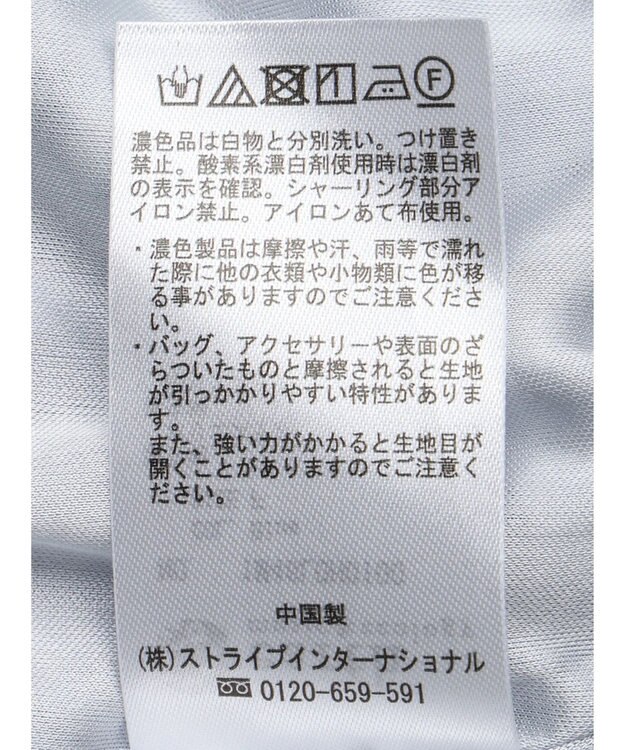 F
濃色品は白物と分別洗い。つけ置き
禁止。酸素系漂白剤使用時は漂白剤
の表示を確認。シャーリング部分ア
イロン禁止。アイロンあて布使用。
・濃色製品は摩擦や汗、雨等で濡れ
た際に他の衣類や小物類に色が移
る事がありますのでご注意くださ
い。
・バッグ、アクセサリーや表面のざ
らついたものと摩擦されると生地
が引っかかりやすい特性がありま
す。
また、強い力がかかると生地目が
開くことがありますのでご注意く
ださい。
中国製
(株)ストライプインターナショナル
0120-659-591